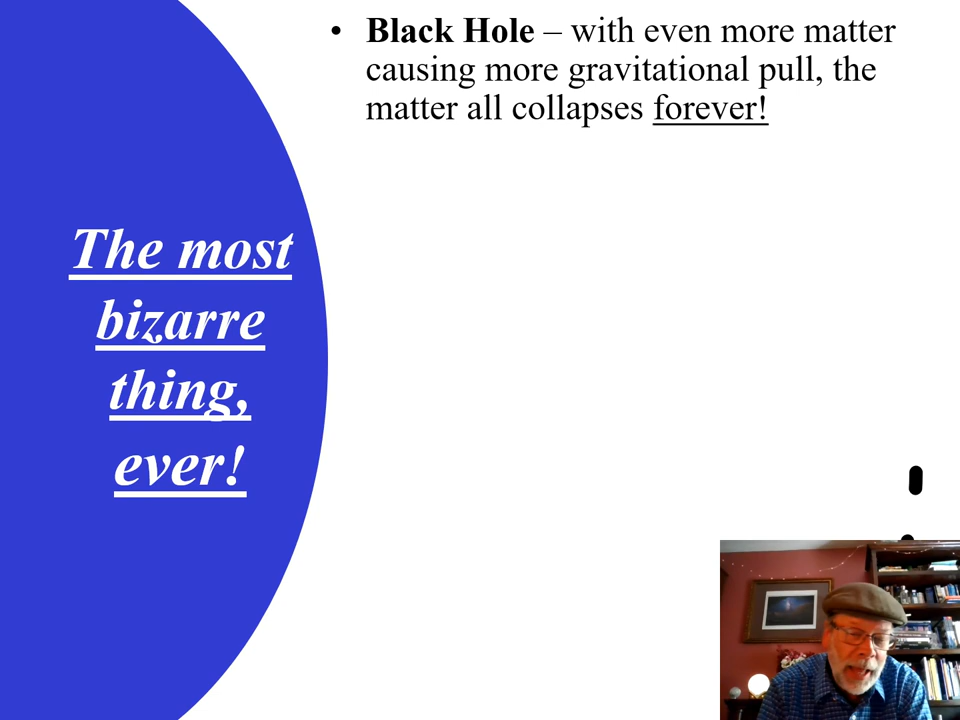 • Black Hole – with even more matter
causing more gravitational pull, the
matter all collapses forever!
The most
bizarre
thing,
ever!